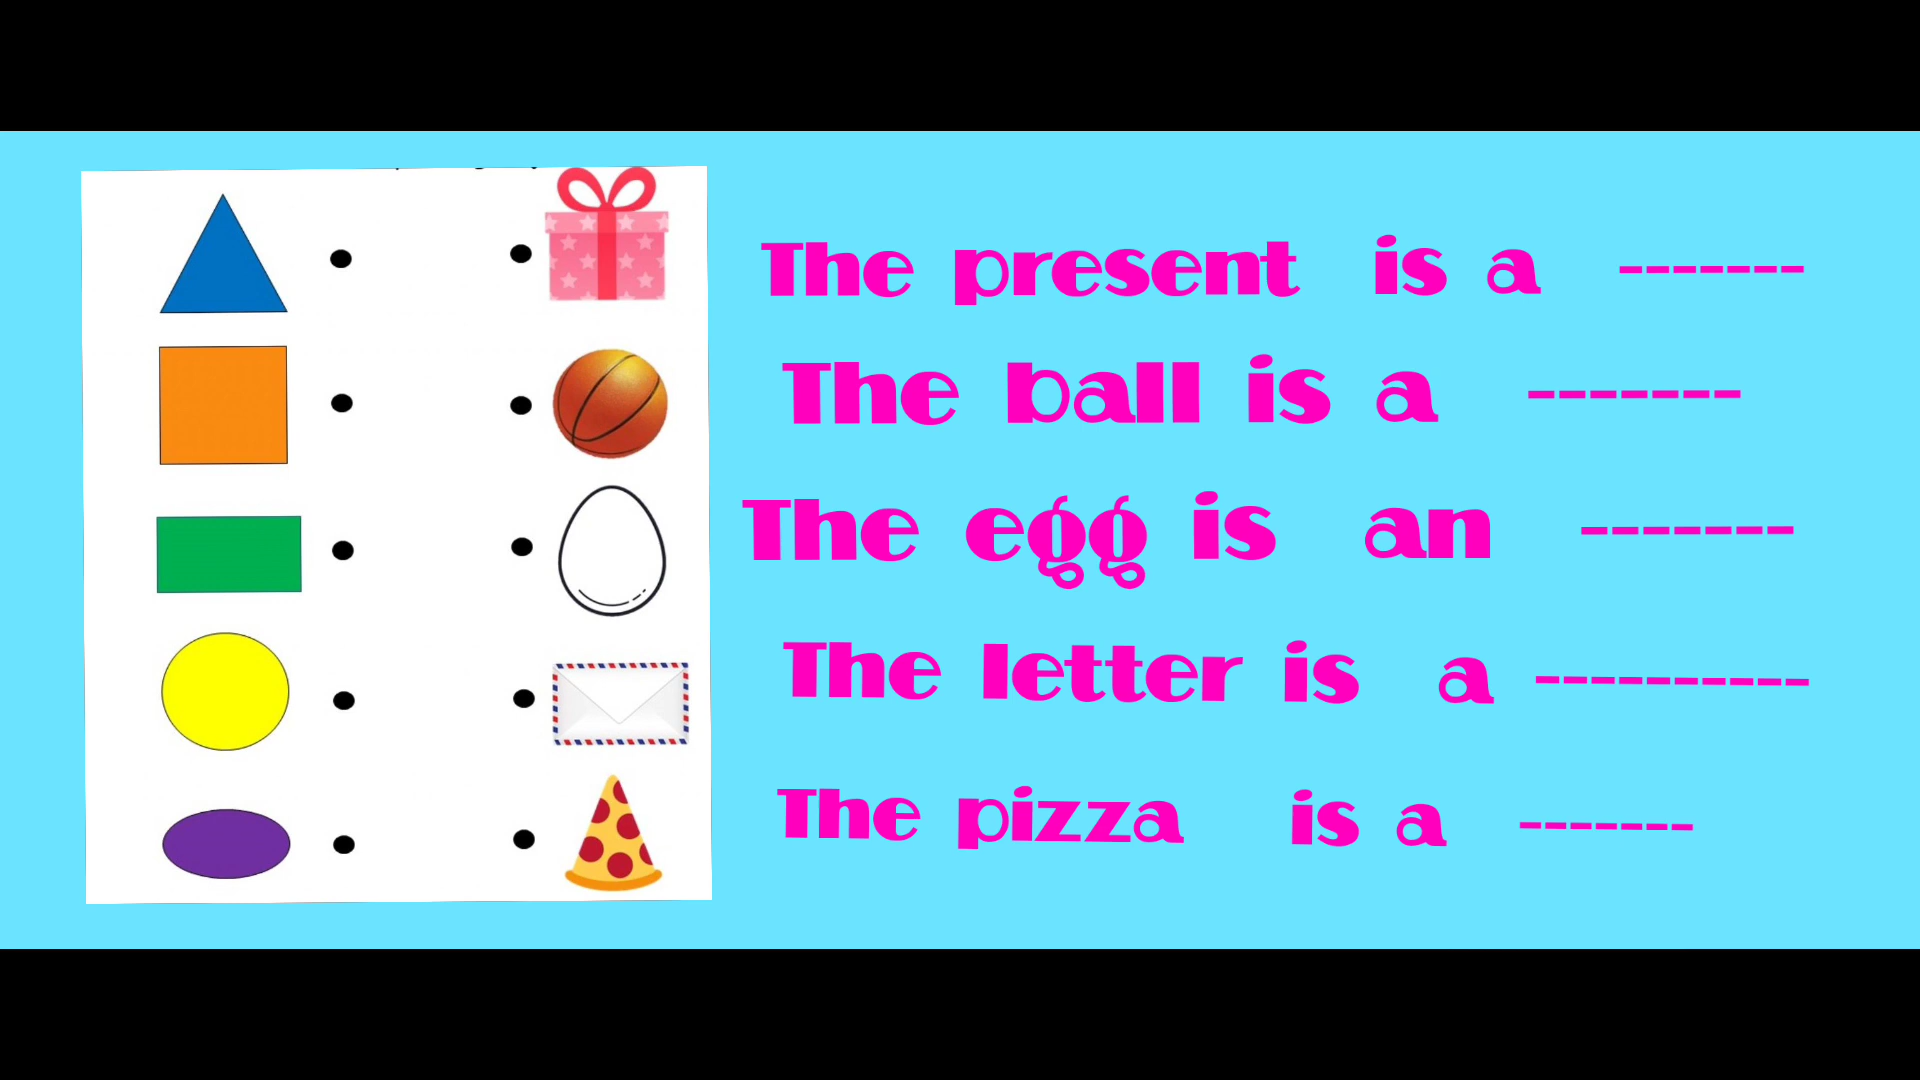 The present is a -------
The ball is a -------
The egg is an -------
The letter is a ----------
The pizza is a -------